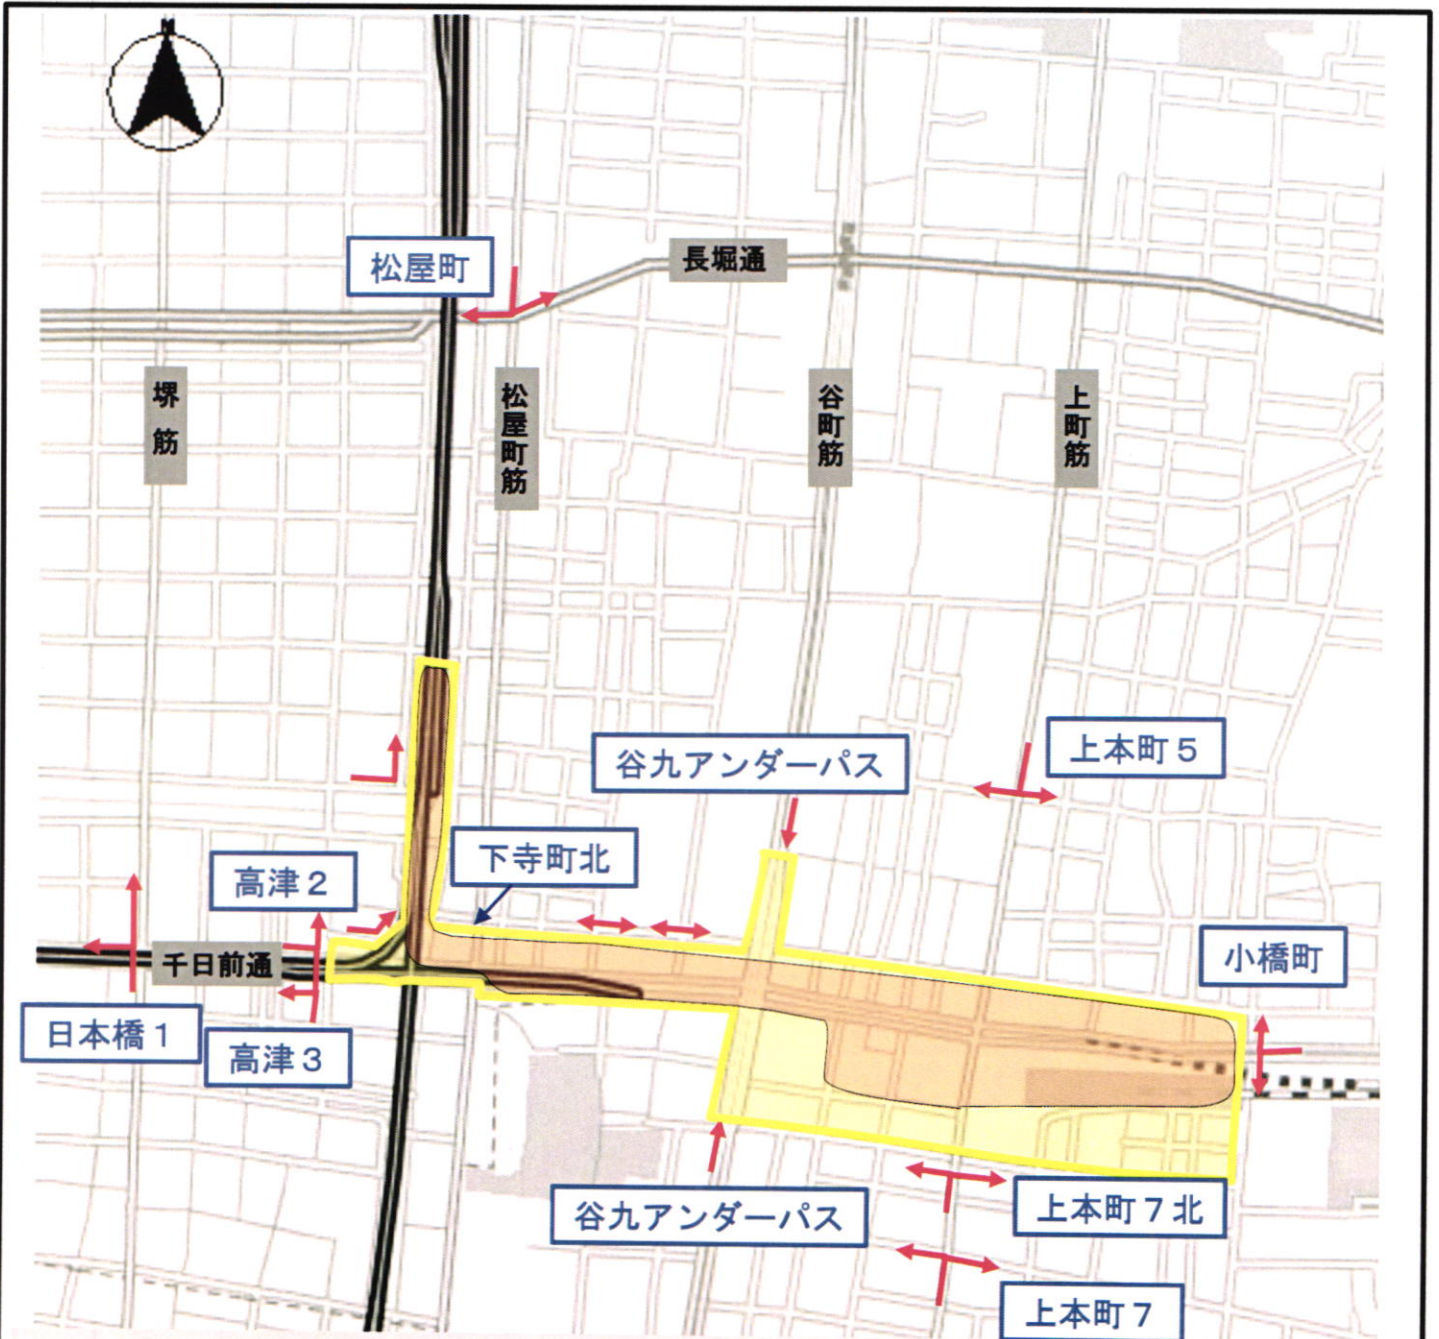 N
松屋町
長堀通
堺筋
松屋町筋
谷町筋
上町筋
上本町5
谷九アンダーパス
下寺町北
高津2
小橋町
千日前通
日本橋1
高津3
上本町7北
谷九アンダーパス
上本町7